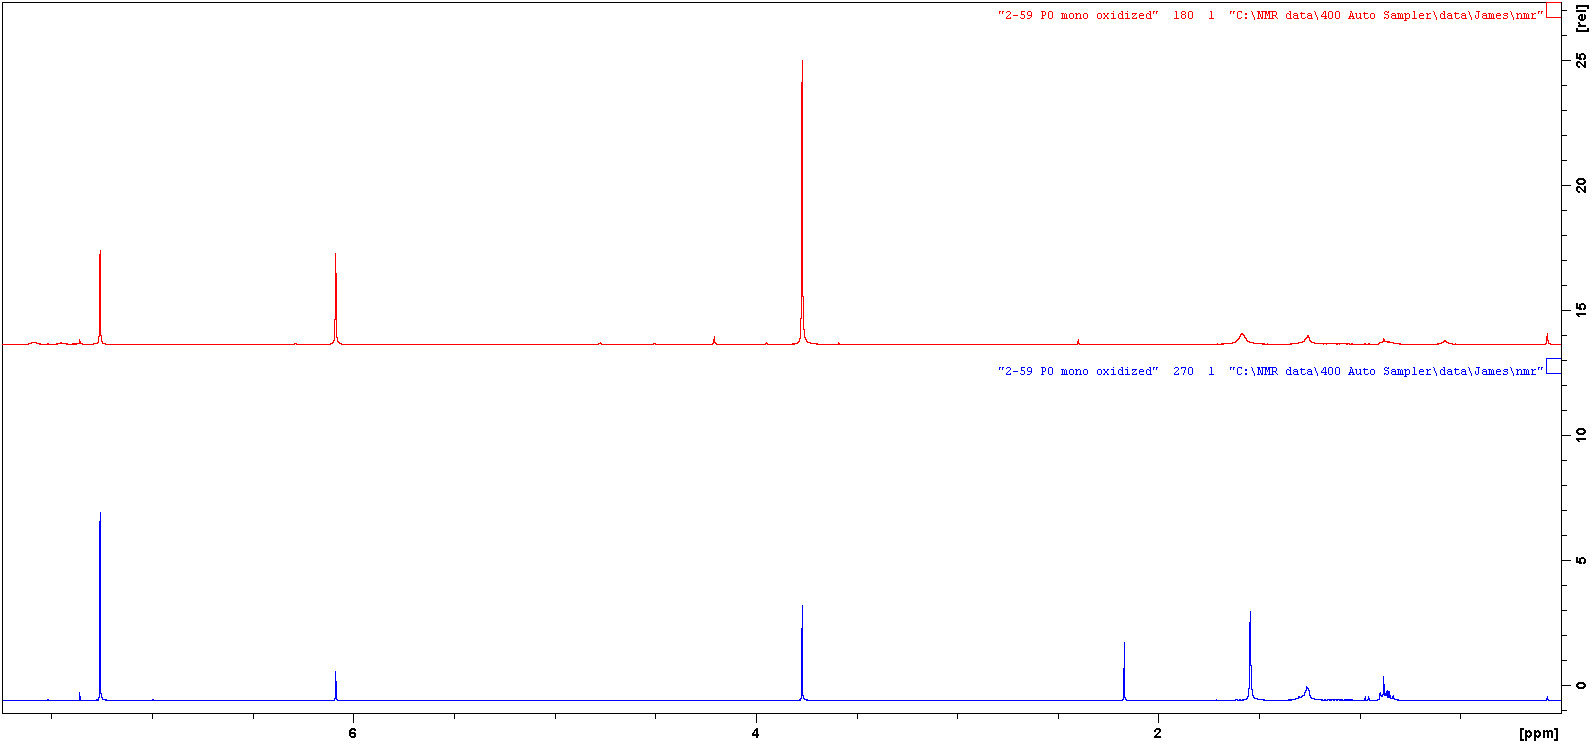 "2-59 PO mono oxidized" 180 1 "C:\NMR data\400 Auto Sampler\data\James\nmr"
[rel]
25
20
15
"2-59 PO mono oxidized" 270 1 "C:\NMR data\400 Auto Sampler\data\James\nmr"
10
5
0
6 4 2 [ppm]